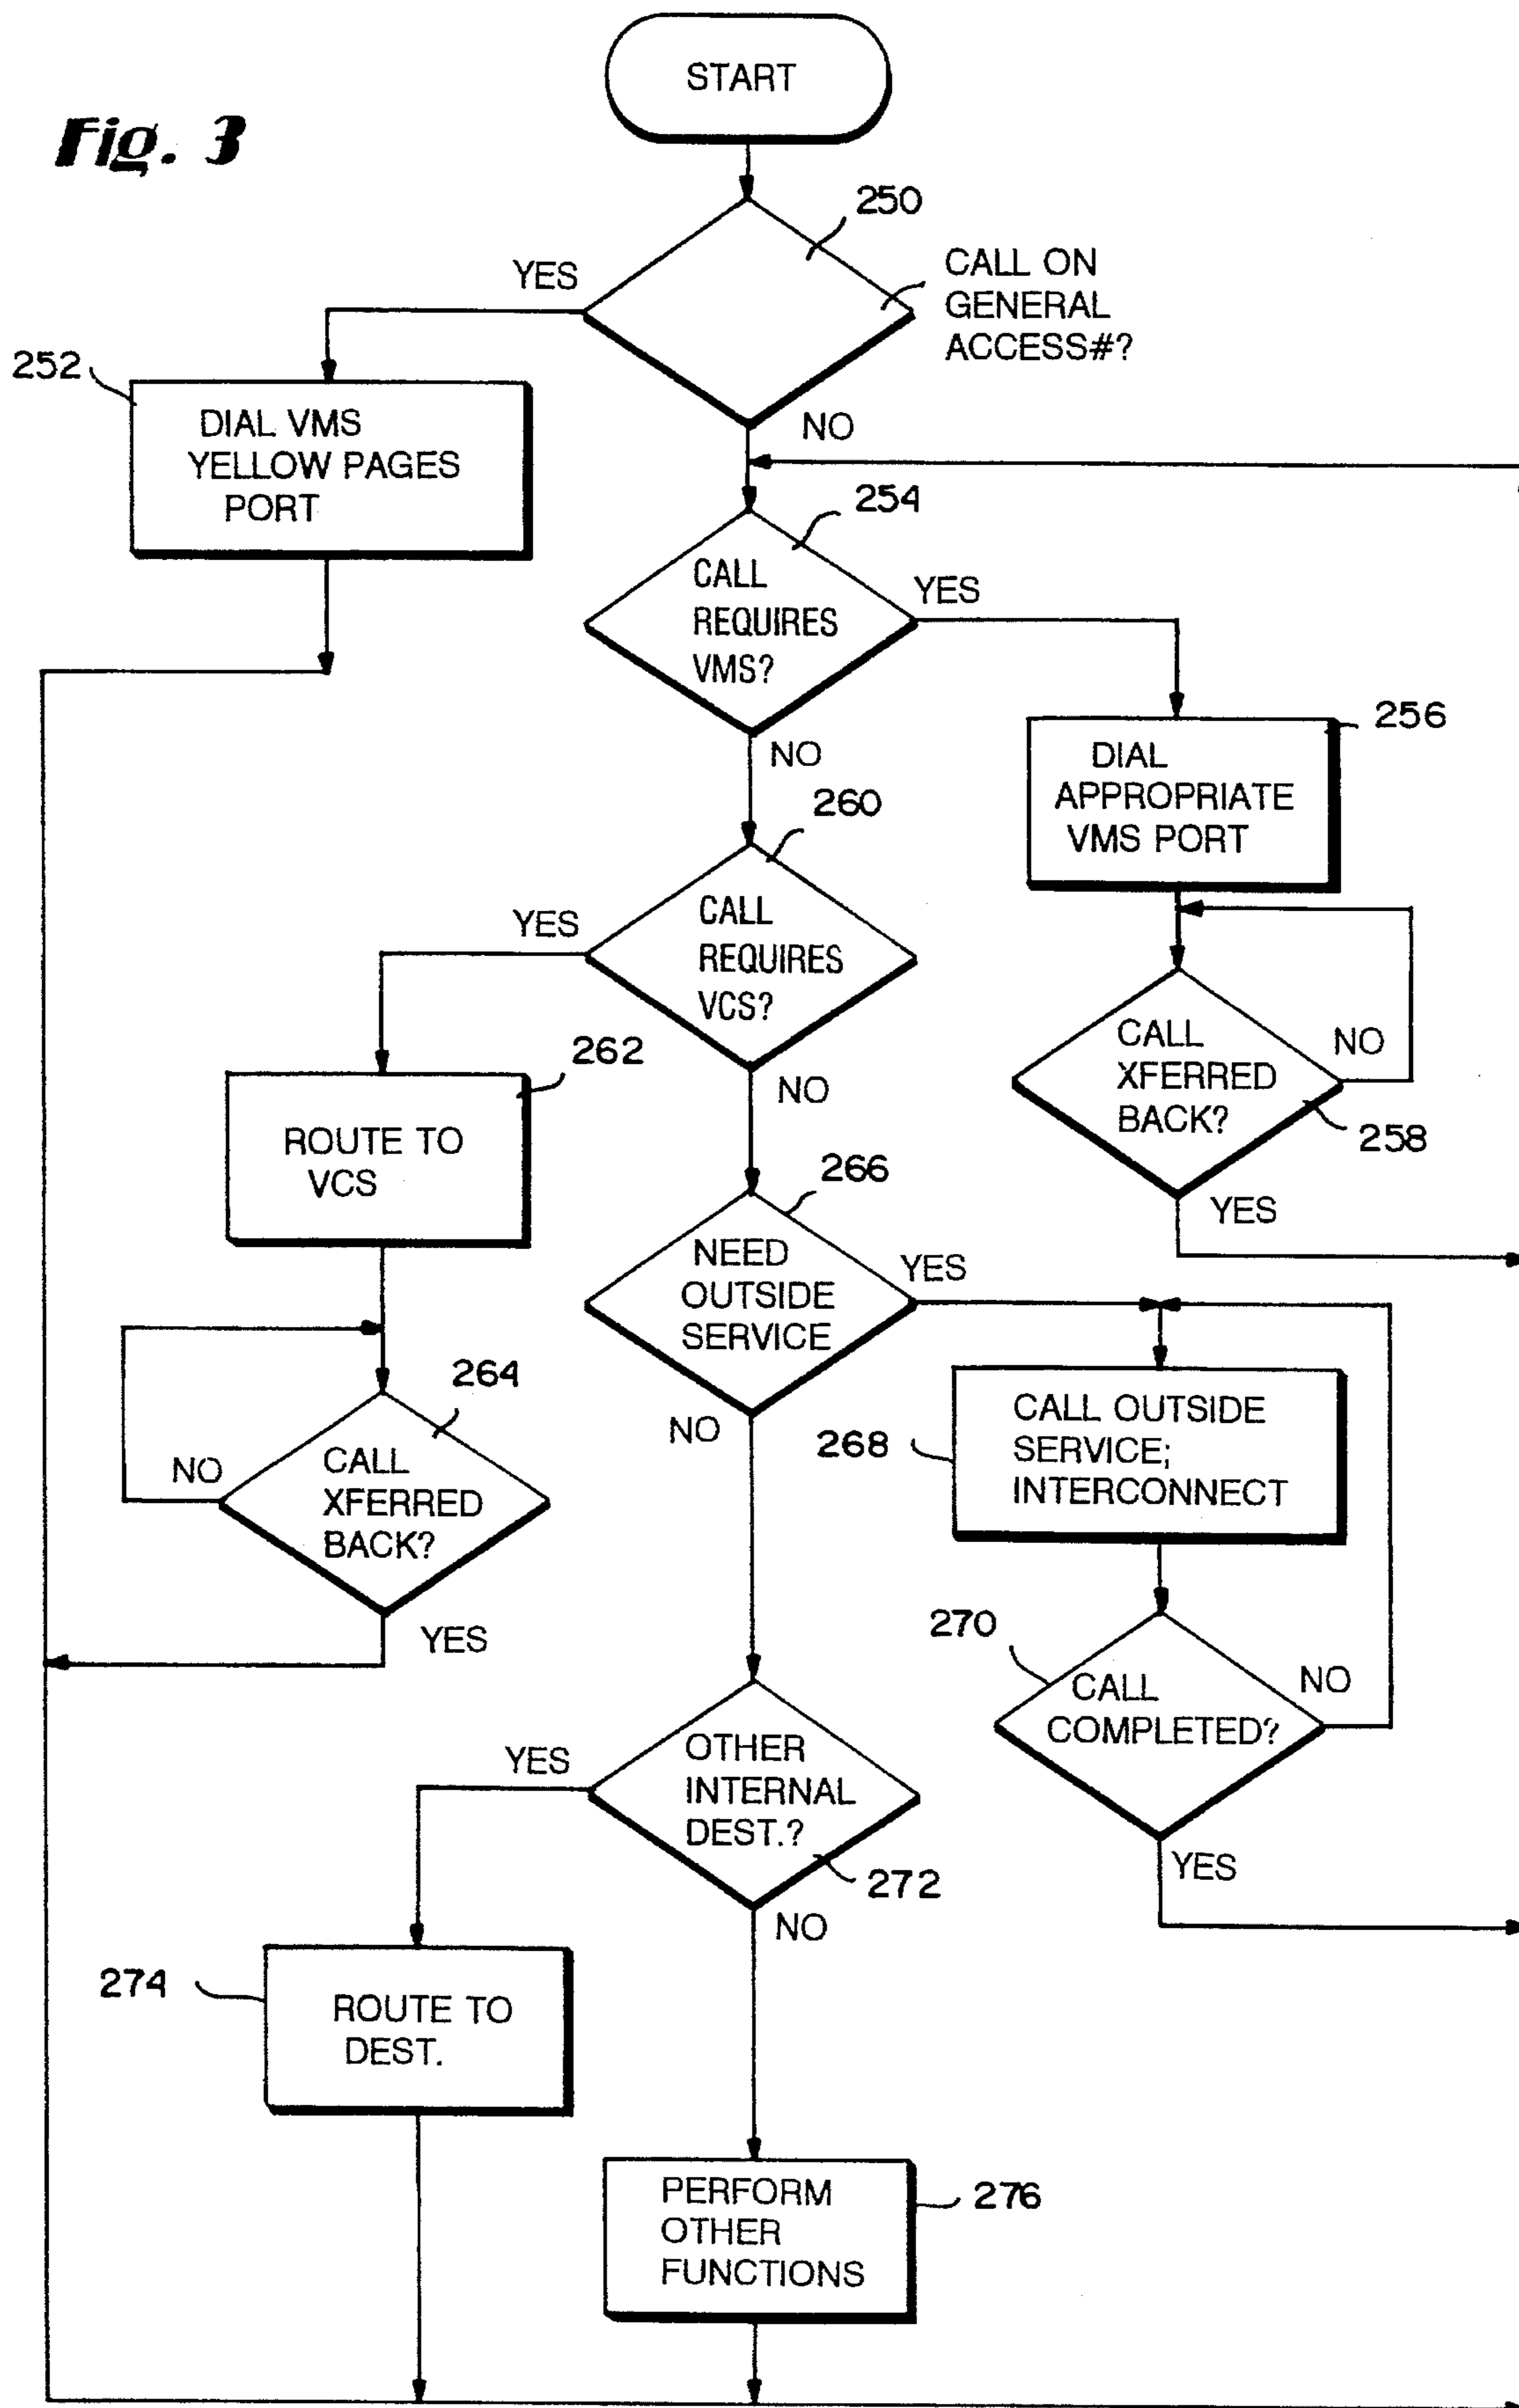 START
Fig. 3
250
CALL ON
GENERAL
ACCESS#?
YES
NO
252
DIAL VMS
YELLOW PAGES
PORT
254
CALL
REQUIRES
VMS?
YES
NO
256
DIAL
APPROPRIATE
VMS PORT
260
CALL
REQUIRES
VCS?
YES
NO
CALL
XFERRED
BACK?
NO
258
YES
262
ROUTE TO
VCS
266
NEED
OUTSIDE
SERVICE
YES
NO
264
CALL
XFERRED
BACK?
NO
YES
268
CALL OUTSIDE
SERVICE;
INTERCONNECT
270
CALL
COMPLETED?
NO
YES
OTHER
INTERNAL
DEST.?
YES
272
NO
274
ROUTE TO
DEST.
PERFORM
OTHER
FUNCTIONS
276